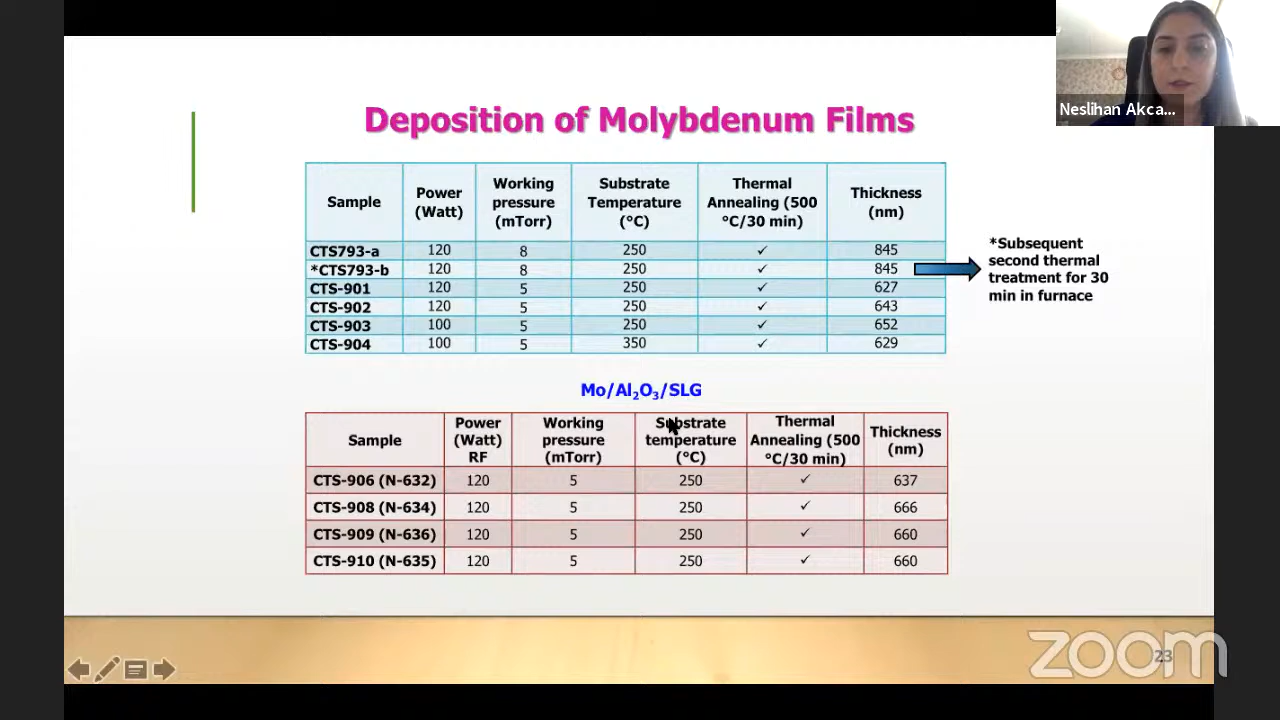 Neslihan Akca...
Deposition of Molybdenum Films
Sample Power (Watt) Working pressure (mTorr) Substrate Temperature (°C) Thermal Annealing (500 °C/30 min) Thickness (nm)
CTS793-a 120 8 250 ✓ 845
*CTS793-b 120 8 250 ✓ 845
CTS-901 120 5 250 ✓ 627
CTS-902 120 5 250 ✓ 643
CTS-903 100 5 250 ✓ 652
CTS-904 100 5 350 ✓ 629
*Subsequent
second thermal
treatment for 30
min in furnace
Mo/Al₂O₃/SLG
Sample Power (Watt) RF Working pressure (mTorr) Substrate temperature (°C) Thermal Annealing (500 °C/30 min) Thickness (nm)
CTS-906 (N-632) 120 5 250 ✓ 637
CTS-908 (N-634) 120 5 250 ✓ 666
CTS-909 (N-636) 120 5 250 ✓ 660
CTS-910 (N-635) 120 5 250 ✓ 660
zoom
23